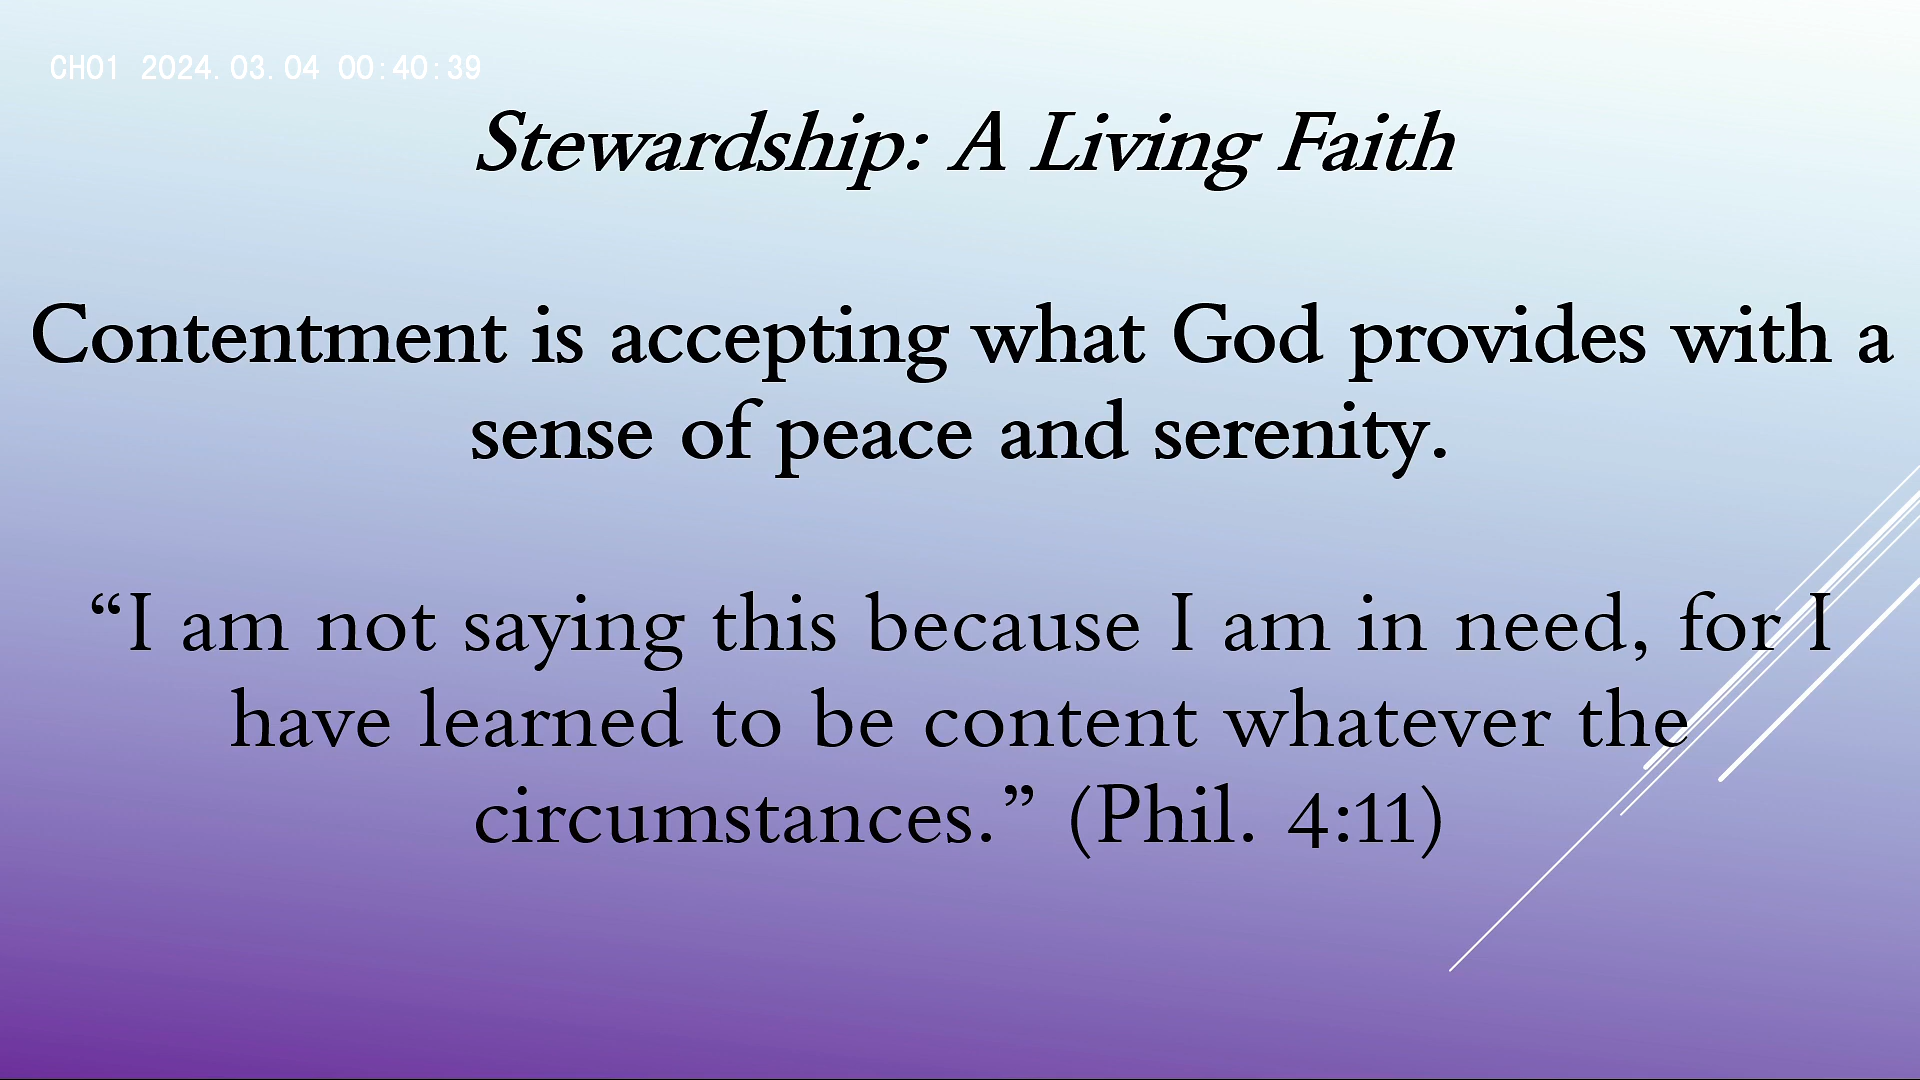 CH01 2024.03.04 00:40:39
Stewardship: A Living Faith
Contentment is accepting what God provides with a
sense of peace and serenity.
“I am not saying this because I am in need, for I
have learned to be content whatever the
circumstances.” (Phil. 4:11)